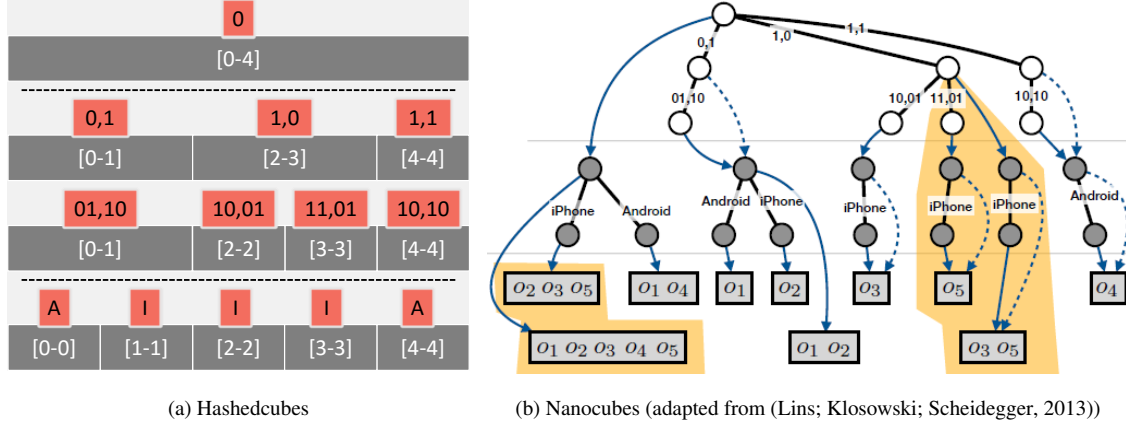 0
[0-4]
0,1 1,0 1,1
[0-1] [2-3] [4-4]
01,10 10,01 11,01 10,10
[0-1] [2-2] [3-3] [4-4]
A I I I A
[0-0] [1-1] [2-2] [3-3] [4-4]
(a) Hashedcubes
0,1 1,0 1,1
01,10 10,01 11,01 10,10
iPhone Android Android iPhone iPhone iPhone iPhone Android
o2 o3 o5 o1 o4 o1 o2 o3 o5 o4
o1 o2 o3 o4 o5 o1 o2 o3 o5
(b) Nanocubes (adapted from (Lins; Klosowski; Scheidegger, 2013))